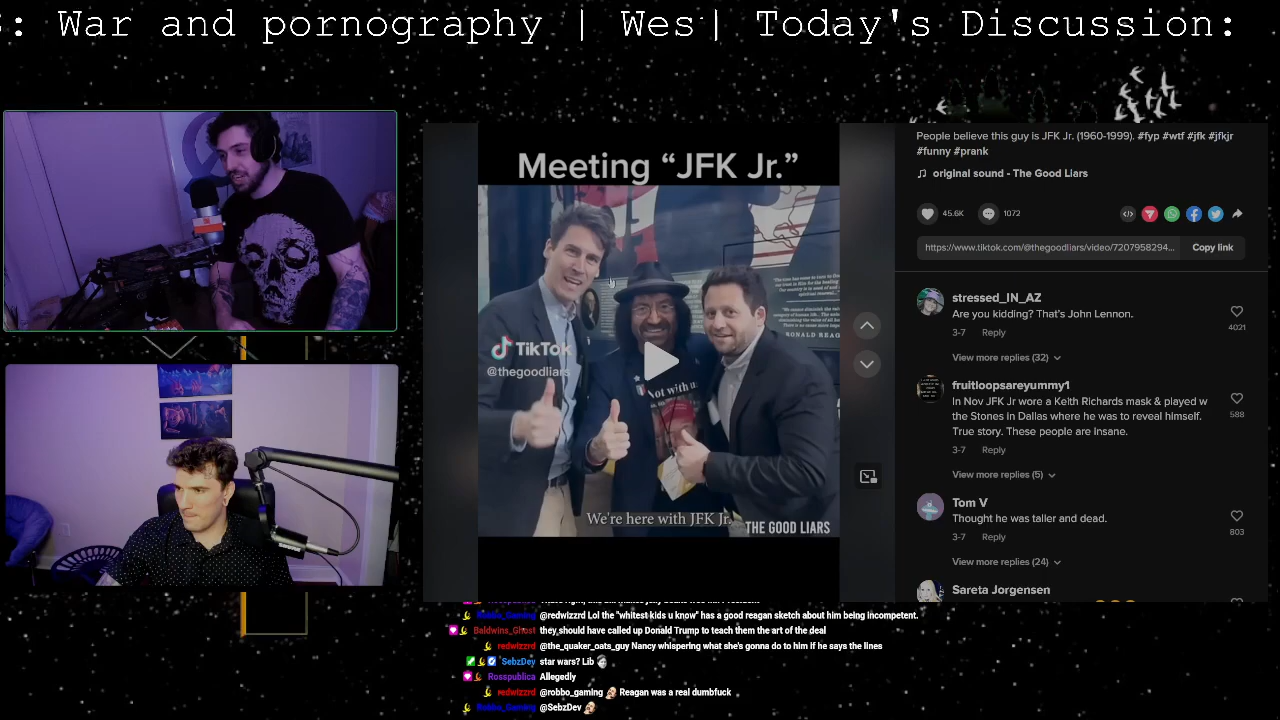 : War and pornography | Wes| Today's Discussion:
Meeting “JFK Jr.”
TikTok
@thegoodliars
RONALD REAG
Not with us
We're here with JFK Jr.
THE GOOD LIARS
People believe this guy is JFK Jr. (1960-1999). #fyp #wtf #jfk #jfkjr
#funny #prank
original sound - The Good Liars
45.6K
1072
https://www.tiktok.com/@thegoodliars/video/7207958294...
Copy link
stressed_IN_AZ
Are you kidding? That's John Lennon.
4021
3-7 Reply
View more replies (32)
fruitloopsareyummy1
In Nov JFK Jr wore a Keith Richards mask & played w
the Stones in Dallas where he was to reveal himself.
True story. These people are insane.
588
3-7 Reply
View more replies (5)
Tom V
Thought he was taller and dead.
803
3-7 Reply
View more replies (24)
Sareta Jorgensen
Robbo_Gaming @redwizzrd Lol the "whitest kids u know" has a good reagan sketch about him being incompetent.
Baldwins_Ghost they should have called up Donald Trump to teach them the art of the deal
redwizzrd @the_quaker_oats_guy Nancy whispering what she's gonna do to him if he says the lines
SebzDey star wars? Lib
Rosspublica Allegedly
redwizzrd @robbo_gaming Reagan was a real dumbfuck
Robbo_Gaming @SebzDey